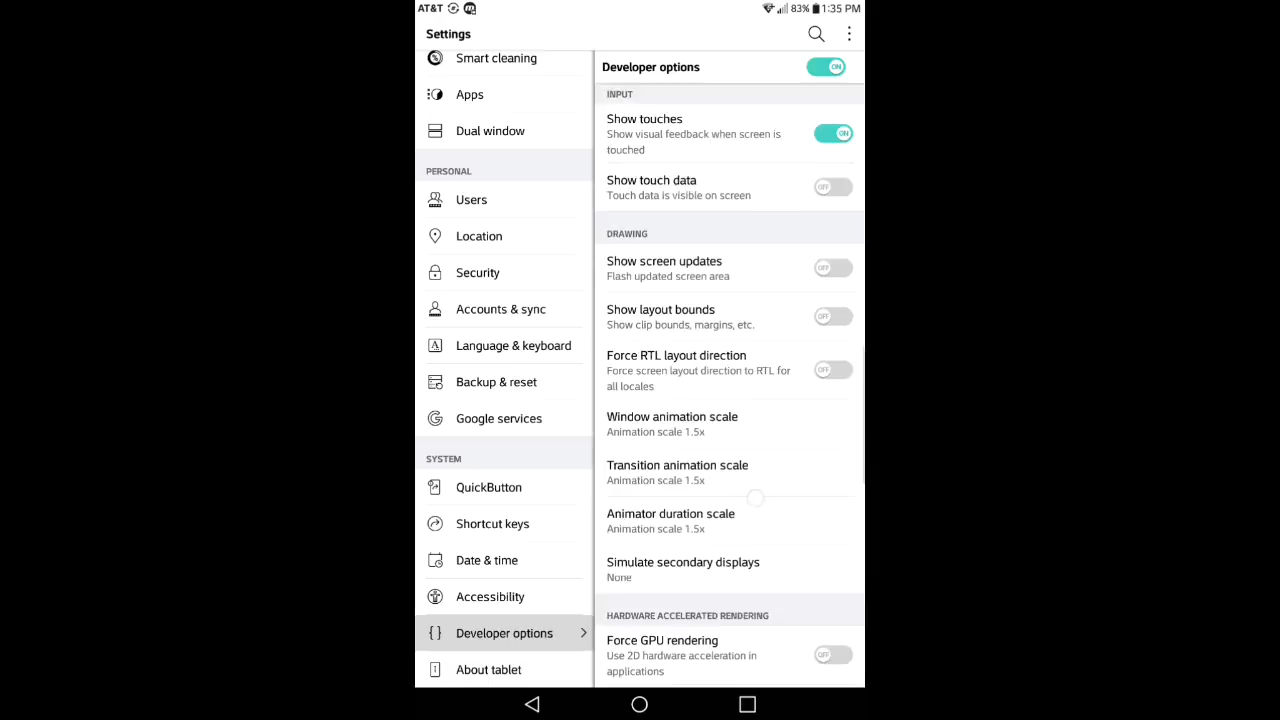 AT&T 83% 1:35 PM
Settings
Smart cleaning
Apps
Dual window
PERSONAL
Users
Location
Security
Accounts & sync
Language & keyboard
Backup & reset
Google services
SYSTEM
QuickButton
Shortcut keys
Date & time
Accessibility
Developer options
About tablet
Developer options ON
INPUT
Show touches
Show visual feedback when screen is
touched
ON
Show touch data
Touch data is visible on screen
OFF
DRAWING
Show screen updates
Flash updated screen area
OFF
Show layout bounds
Show clip bounds, margins, etc.
OFF
Force RTL layout direction
Force screen layout direction to RTL for
all locales
OFF
Window animation scale
Animation scale 1.5x
Transition animation scale
Animation scale 1.5x
Animator duration scale
Animation scale 1.5x
Simulate secondary displays
None
HARDWARE ACCELERATED RENDERING
Force GPU rendering
Use 2D hardware acceleration in
applications
OFF